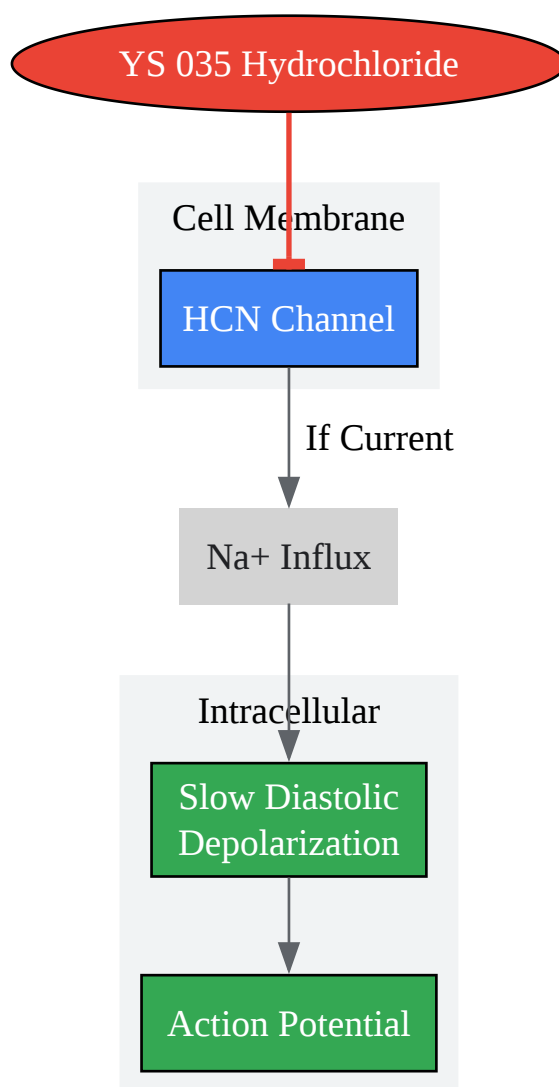 YS 035 Hydrochloride
Cell Membrane
HCN Channel
If Current
Na+ Influx
Intracellular
Slow Diastolic
Depolarization
Action Potential